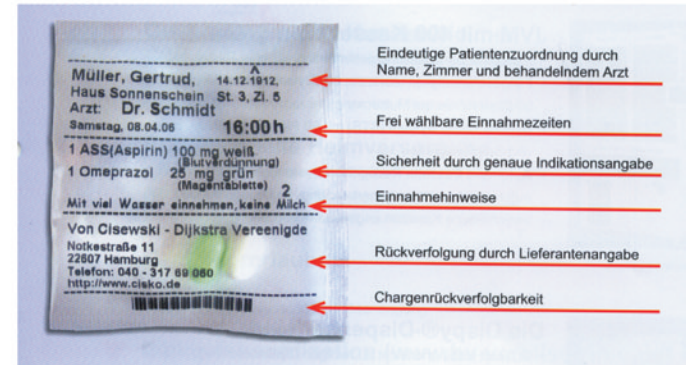 Müller, Gertrud, 14.12.1912,
Haus Sonnenschein St. 3, Zi. 5
Arzt: Dr. Schmidt
Samstag, 08.04.06 16:00h
1 ASS(Aspirin) 100 mg weiß
(Blutverdünnung)
1 Omeprazol 25 mg grün
(Magentablette) 2
Mit viel Wasser einnehmen, keine Milch
Von Cisewski - Dijkstra Vereenigde
Notkestraße 11
22607 Hamburg
Telefon: 040 - 317 69 060
http://www.cisko.de
Eindeutige Patientenzuordnung durch
Name, Zimmer und behandelndem Arzt
Frei wählbare Einnahmezeiten
Sicherheit durch genaue Indikationsangabe
Einnahmehinweise
Rückverfolgung durch Lieferantenangabe
Chargenrückverfolgbarkeit